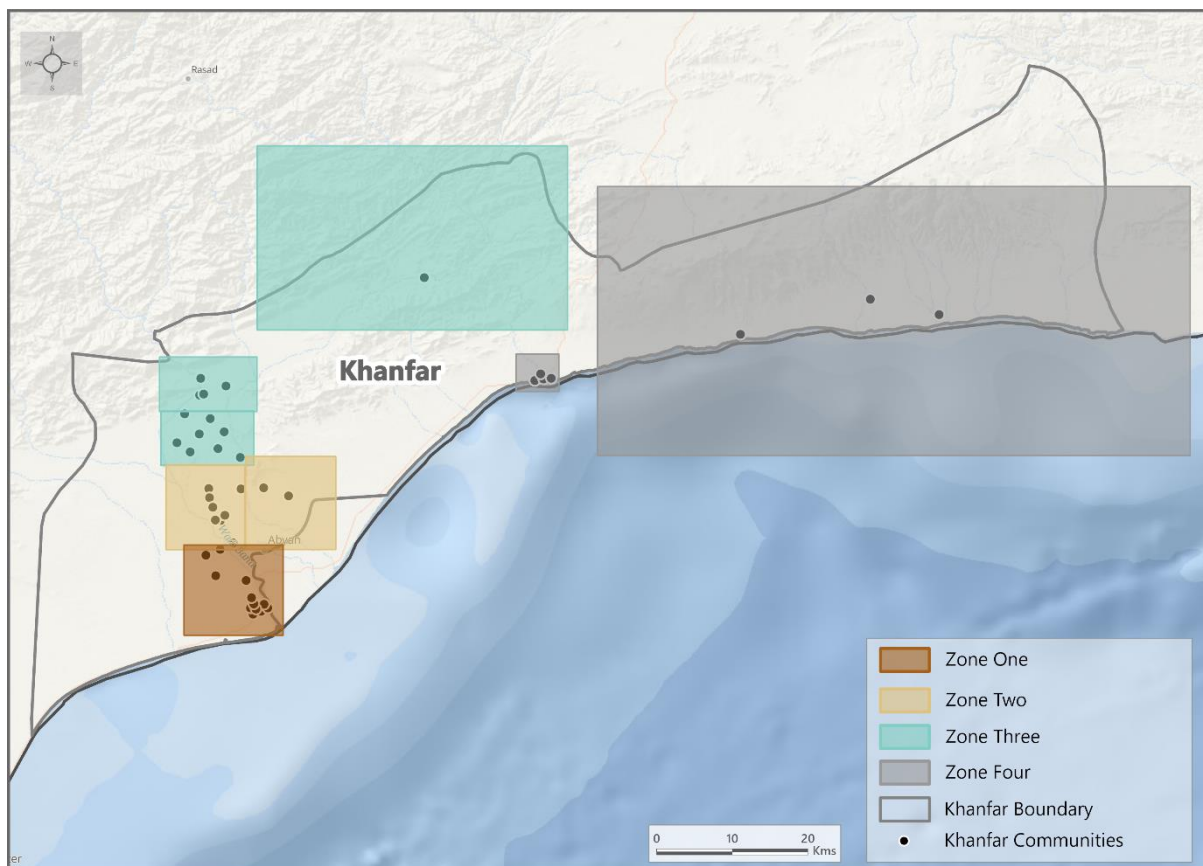 N
W E
S
Rasad
Khanfar
Abyan
Zone One
Zone Two
Zone Three
Zone Four
Khanfar Boundary
Khanfar Communities
0 10 20
Kms
er